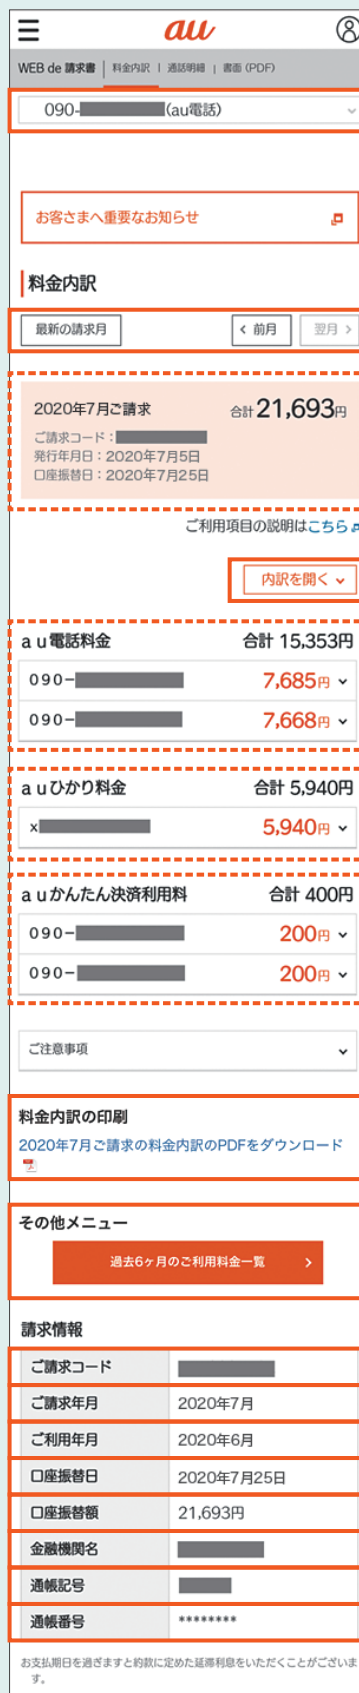 au
WEB de 請求書 | 料金内訳 | 通話明細 | 書面 (PDF)
090- (au電話)
お客さまへ重要なお知らせ
料金内訳
最新の請求月 < 前月 翌月 >
2020年7月ご請求 合計21,693円
ご請求コード：
発行年月日：2020年7月5日
口座振替日：2020年7月25日
ご利用項目の説明はこちら
内訳を開く
au電話料金 合計 15,353円
090- 7,685円
090- 7,668円
auひかり料金 合計 5,940円
x 5,940円
auかんたん決済利用料 合計 400円
090- 200円
090- 200円
ご注意事項
料金内訳の印刷
2020年7月ご請求の料金内訳のPDFをダウンロード
その他メニュー
過去6ヶ月のご利用料金一覧 >
請求情報
ご請求コード
ご請求年月 2020年7月
ご利用年月 2020年6月
口座振替日 2020年7月25日
口座振替額 21,693円
金融機関名
通帳記号
通帳番号 ********
お支払期日を過ぎますと約款に定めた延滞利息をいただくことがございま
す。